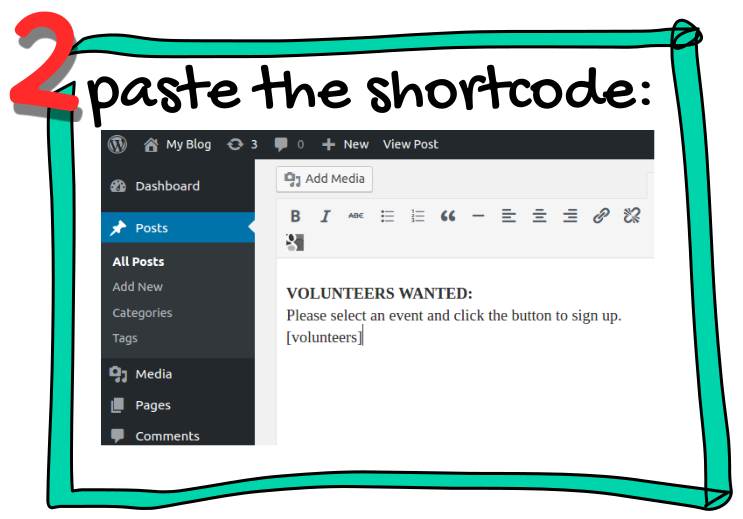 2 paste the shortcode:
My Blog 3 0 New View Post
Dashboard
Posts
All Posts
Add New
Categories
Tags
Media
Pages
Comments
Add Media
B I ABC
VOLUNTEERS WANTED:
Please select an event and click the button to sign up.
[volunteers]